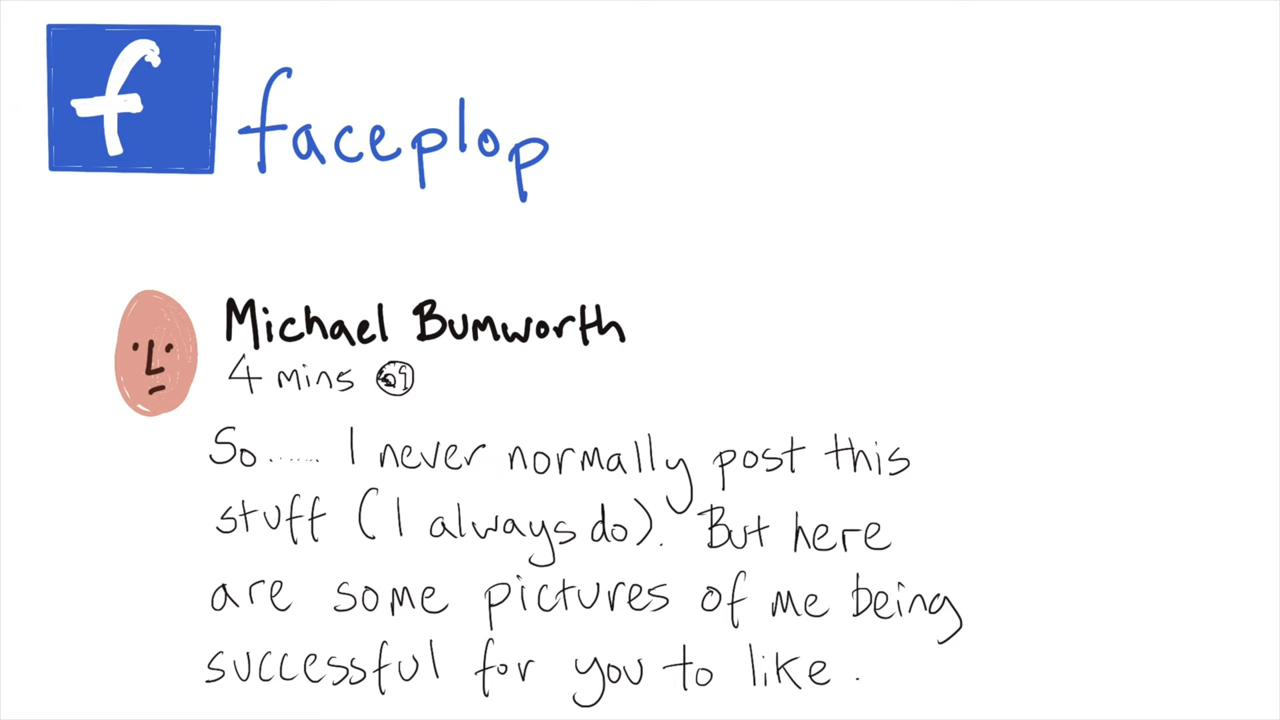 f
faceplop
Michael Bumworth
4 mins
So....... I never normally post this
stuff (I always do). But here
are some pictures of me being
successful for you to like.